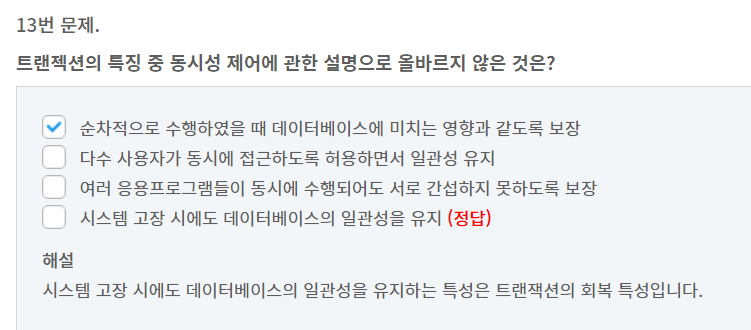 13번 문제.
트랜젝션의 특징 중 동시성 제어에 관한 설명으로 올바르지 않은 것은?
순차적으로 수행하였을 때 데이터베이스에 미치는 영향과 같도록 보장
다수 사용자가 동시에 접근하도록 허용하면서 일관성 유지
여러 응용프로그램들이 동시에 수행되어도 서로 간섭하지 못하도록 보장
시스템 고장 시에도 데이터베이스의 일관성을 유지 (정답)
해설
시스템 고장 시에도 데이터베이스의 일관성을 유지하는 특성은 트랜잭션의 회복 특성입니다.